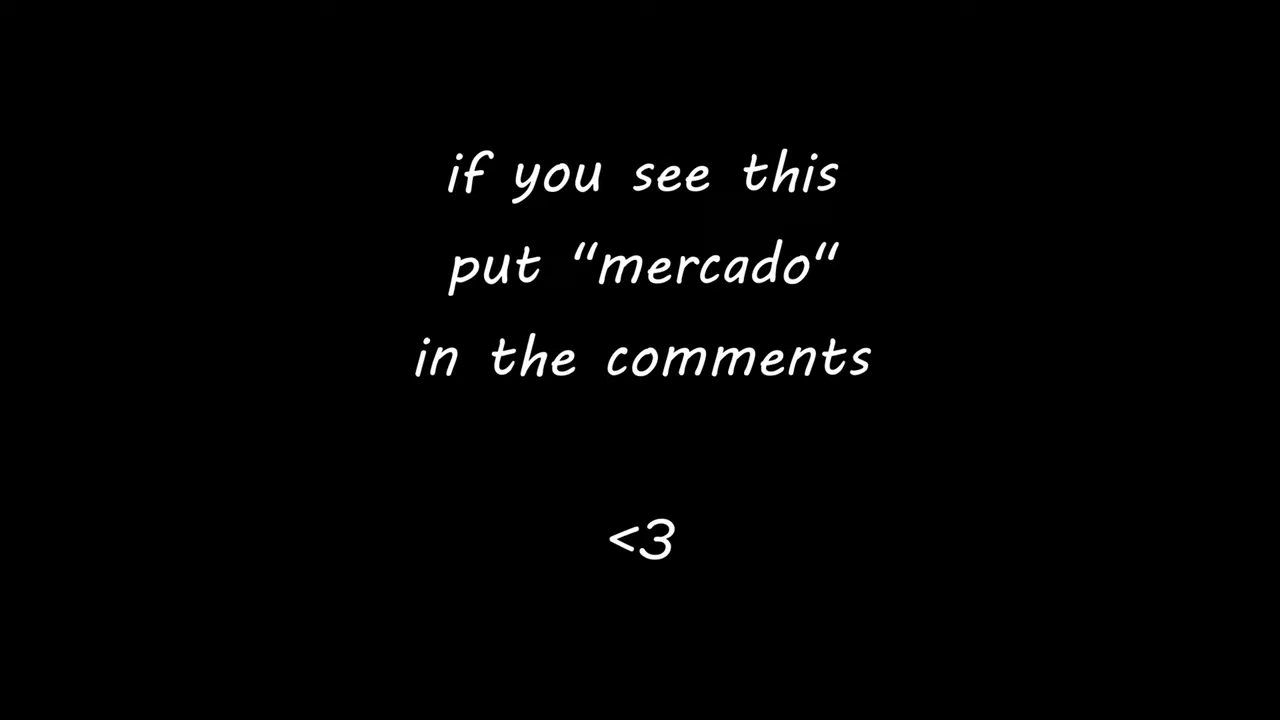 if you see this
put "mercado"
in the comments
<3